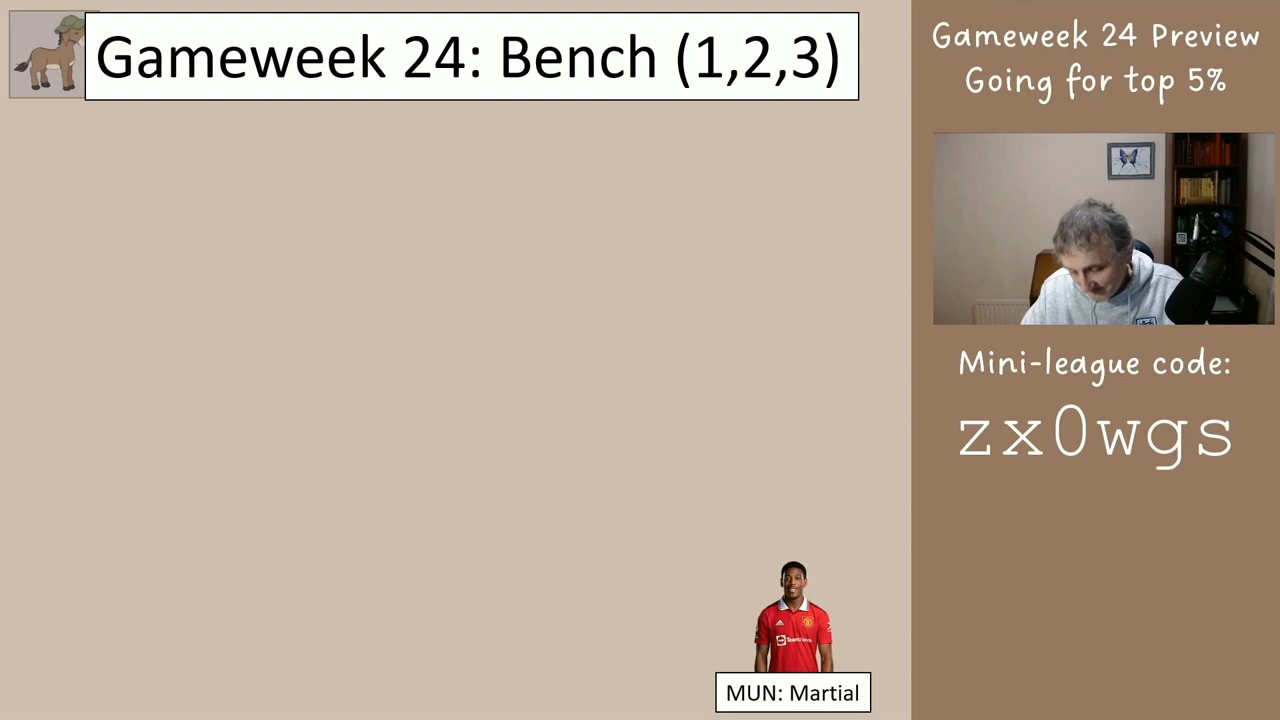 Gameweek 24: Bench (1,2,3)
Gameweek 24 Preview
Going for top 5%
Mini-league code:
zx0wgs
MUN: Martial